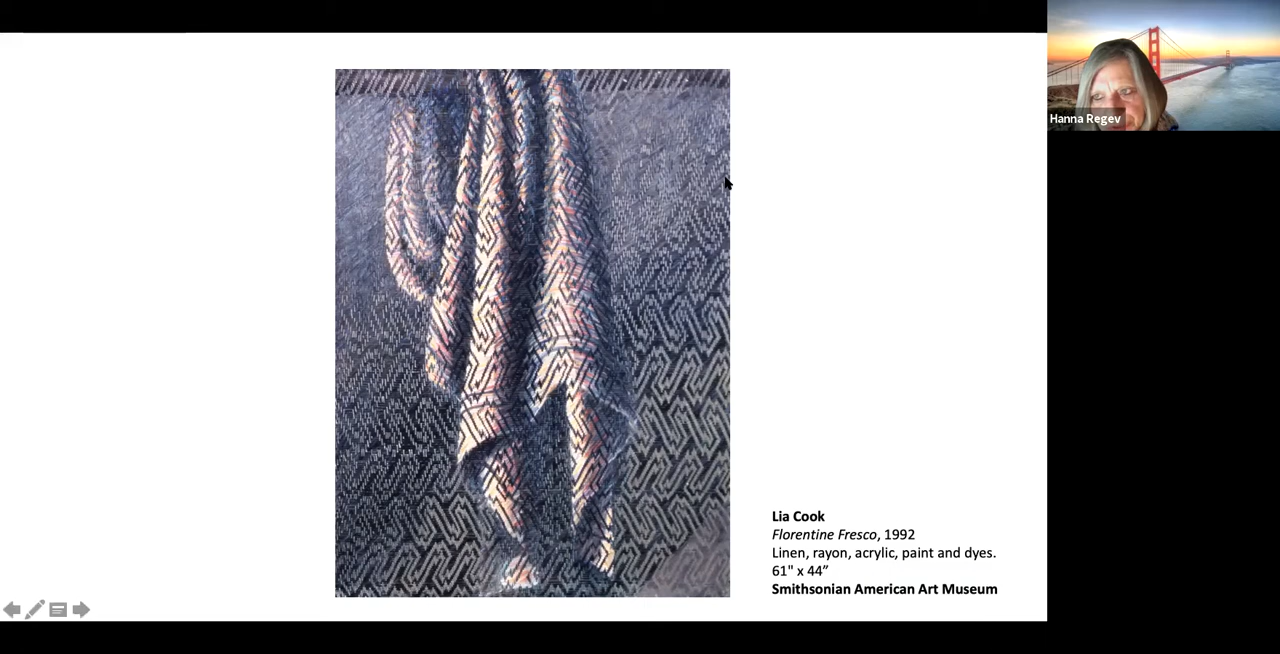 Hanna Regev
Lia Cook
Florentine Fresco, 1992
Linen, rayon, acrylic, paint and dyes.
61" x 44”
Smithsonian American Art Museum